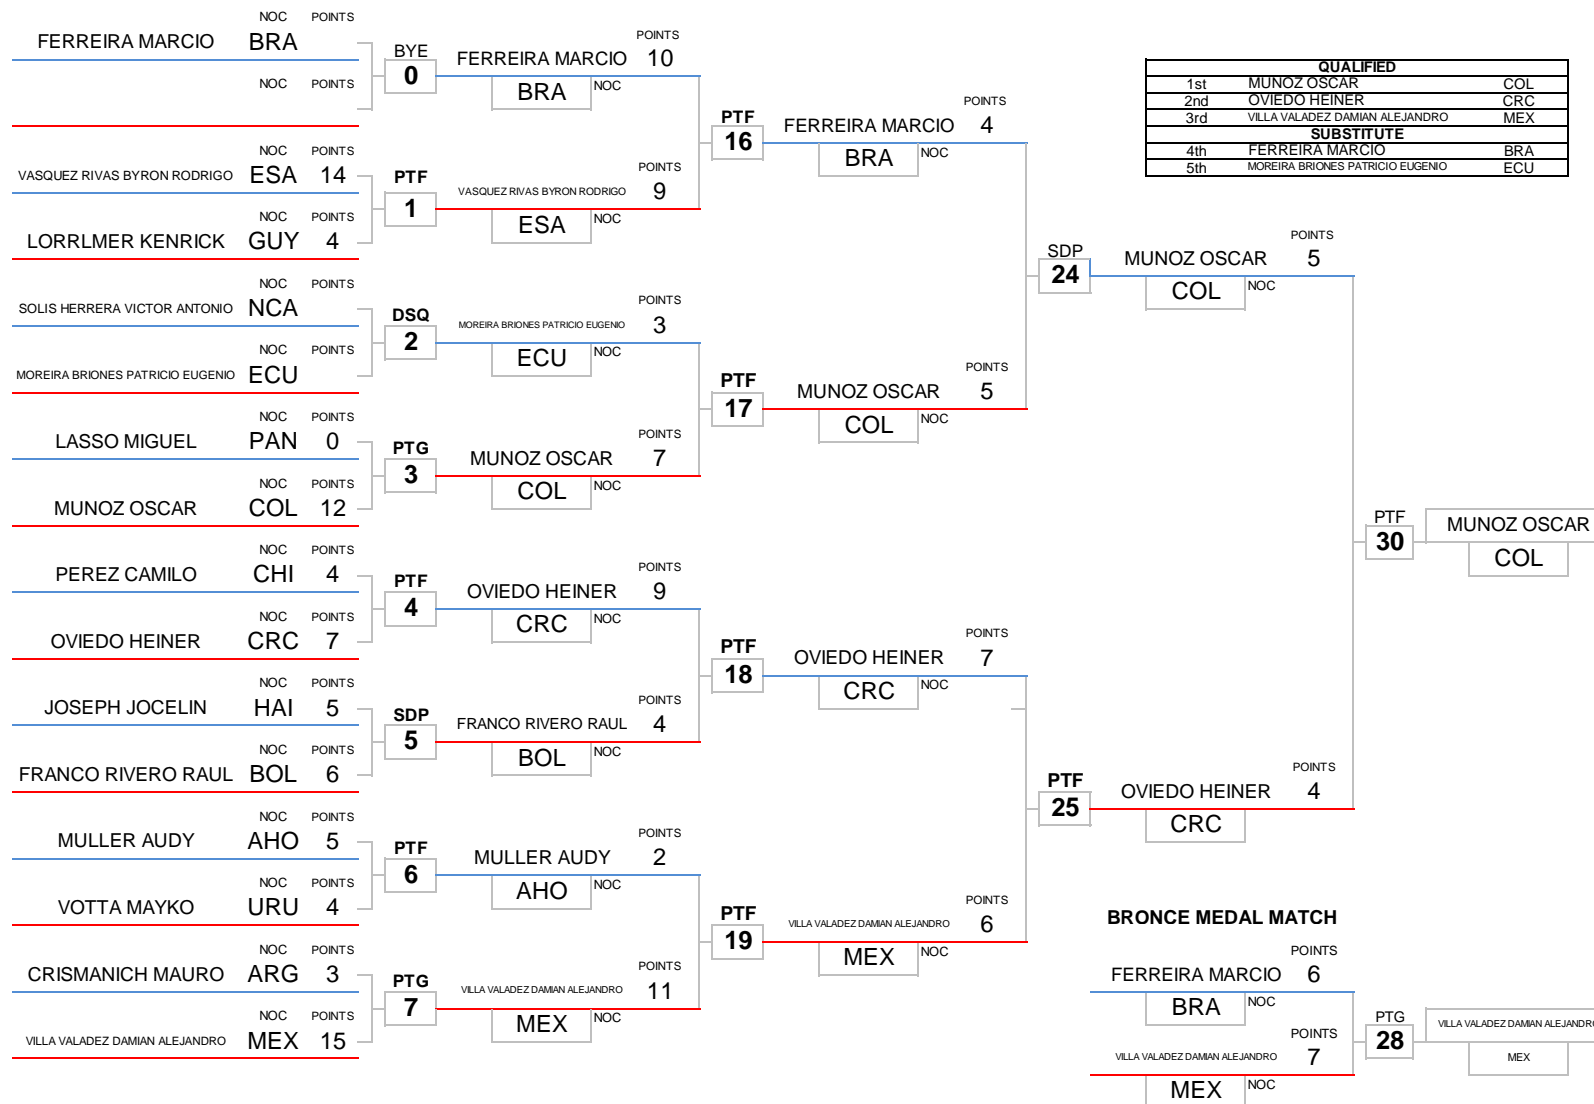 NOC POINTS
FERREIRA MARCIO BRA
NOC POINTS
BYE
0
NOC POINTS
VASQUEZ RIVAS BYRON RODRIGO ESA 14
NOC POINTS
LORRLMER KENRICK GUY 4
PTF
1
NOC POINTS
SOLIS HERRERA VICTOR ANTONIO NCA
NOC POINTS
MOREIRA BRIONES PATRICIO EUGENIO ECU
DSQ
2
NOC POINTS
LASSO MIGUEL PAN 0
NOC POINTS
MUNOZ OSCAR COL 12
PTG
3
NOC POINTS
PEREZ CAMILO CHI 4
NOC POINTS
OVIEDO HEINER CRC 7
PTF
4
NOC POINTS
JOSEPH JOCELIN HAI 5
NOC POINTS
FRANCO RIVERO RAUL BOL 6
SDP
5
NOC POINTS
MULLER AUDY AHO 5
NOC POINTS
VOTTA MAYKO URU 4
PTF
6
NOC POINTS
CRISMANICH MAURO ARG 3
NOC POINTS
VILLA VALADEZ DAMIAN ALEJANDRO MEX 15
PTG
7
POINTS
FERREIRA MARCIO 10
BRA NOC
POINTS
VASQUEZ RIVAS BYRON RODRIGO 9
ESA NOC
PTF
16
POINTS
MOREIRA BRIONES PATRICIO EUGENIO 3
ECU NOC
POINTS
MUNOZ OSCAR 7
COL NOC
PTF
17
POINTS
OVIEDO HEINER 9
CRC NOC
POINTS
FRANCO RIVERO RAUL 4
BOL NOC
PTF
18
POINTS
MULLER AUDY 2
AHO NOC
POINTS
VILLA VALADEZ DAMIAN ALEJANDRO 11
MEX NOC
PTF
19
POINTS
FERREIRA MARCIO 4
BRA NOC
POINTS
MUNOZ OSCAR 5
COL NOC
SDP
24
POINTS
OVIEDO HEINER 7
CRC NOC
POINTS
VILLA VALADEZ DAMIAN ALEJANDRO 6
MEX NOC
PTF
25
QUALIFIED
1st MUNOZ OSCAR COL
2nd OVIEDO HEINER CRC
3rd VILLA VALADEZ DAMIAN ALEJANDRO MEX
SUBSTITUTE
4th FERREIRA MARCIO BRA
5th MOREIRA BRIONES PATRICIO EUGENIO ECU
POINTS
MUNOZ OSCAR 5
COL NOC
POINTS
OVIEDO HEINER 4
CRC
PTF
30
MUNOZ OSCAR
COL
BRONCE MEDAL MATCH
POINTS
FERREIRA MARCIO 6
BRA NOC
POINTS
VILLA VALADEZ DAMIAN ALEJANDRO 7
MEX NOC
PTG
28
VILLA VALADEZ DAMIAN ALEJANDRO
MEX